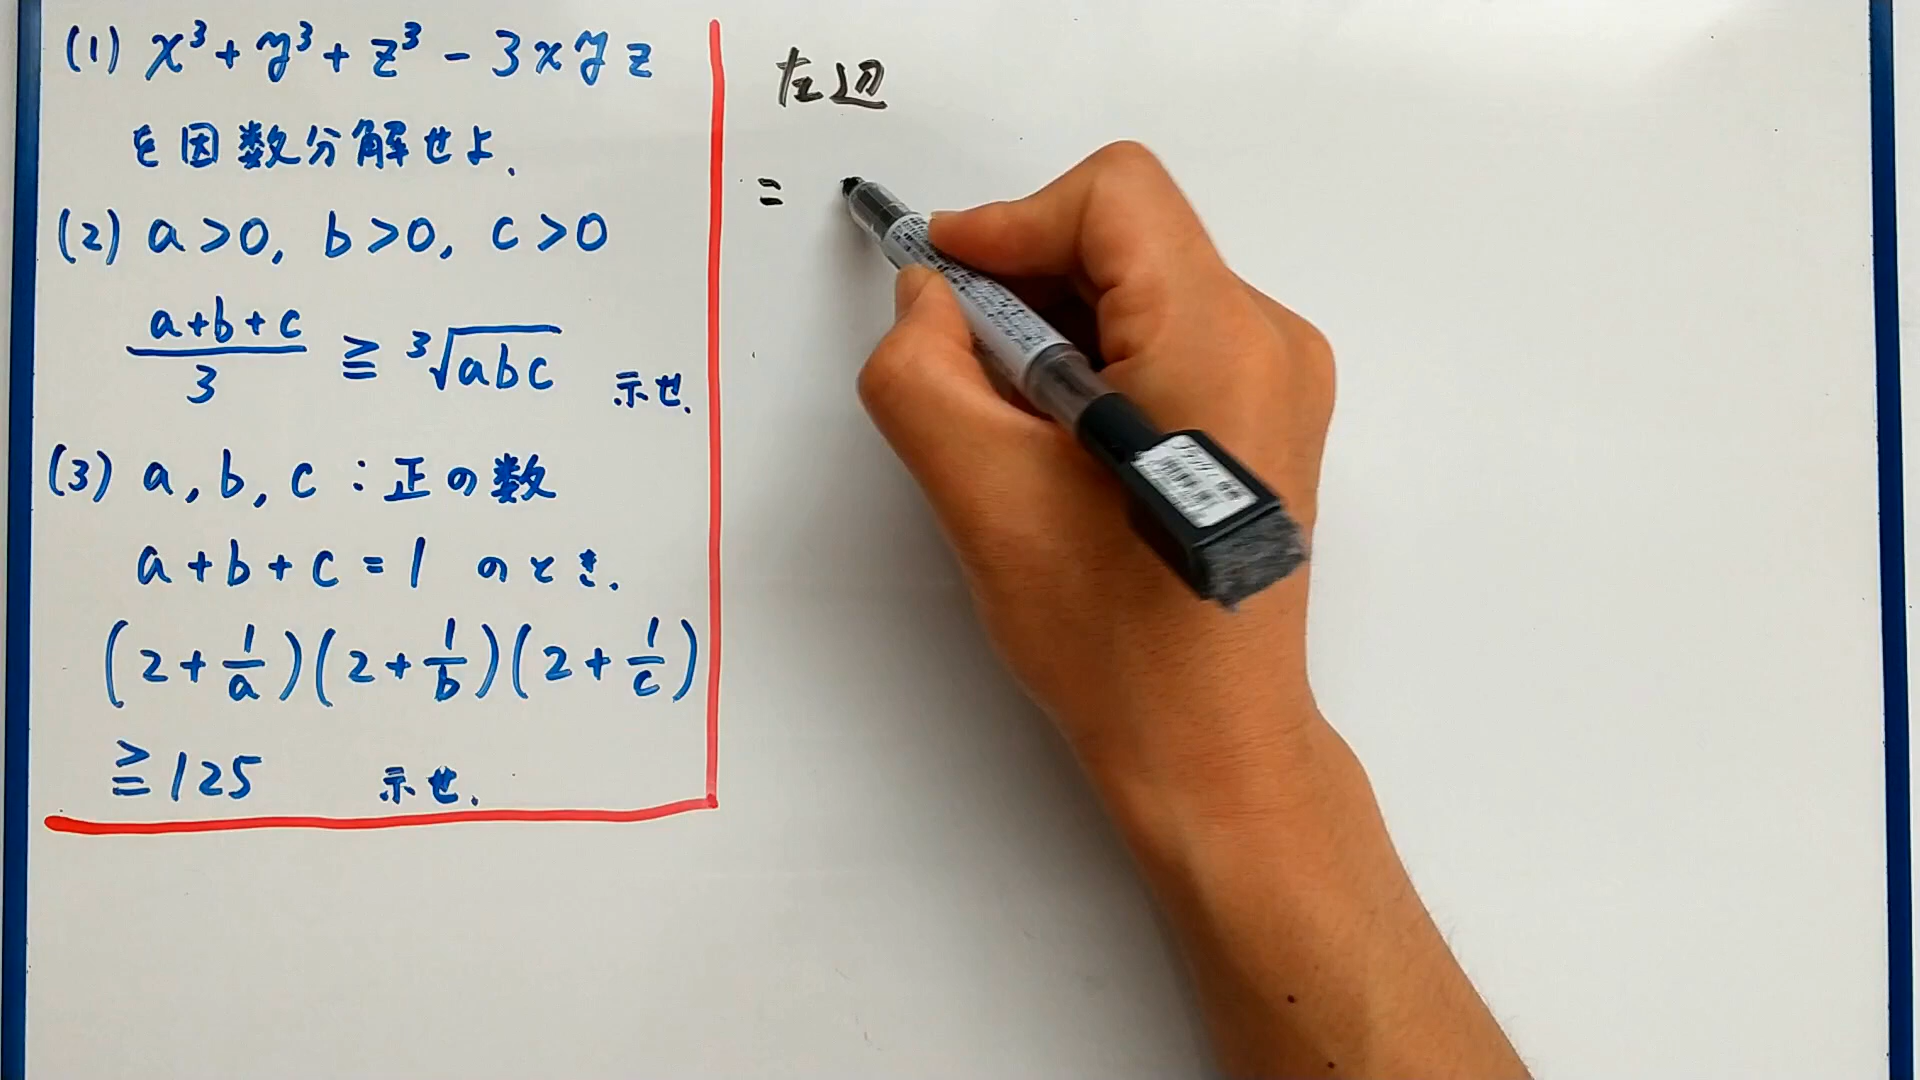 (1) x³+y³+z³-3xyz
を因数分解せよ.
(2) a>0, b>0, c>0
(a+b+c)/3 ≧ ³√abc 示せ.
(3) a, b, c : 正の数
a+b+c=1 のとき.
(2+1/a)(2+1/b)(2+1/c)
≧125 示せ.
左辺
=